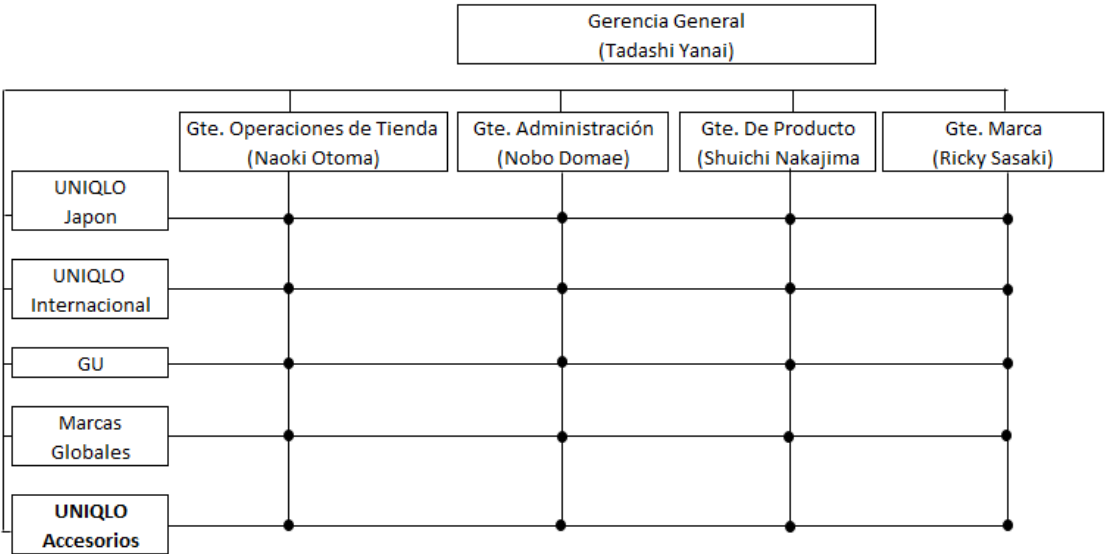 Gerencia General
(Tadashi Yanai)
Gte. Operaciones de Tienda
(Naoki Otoma)
Gte. Administración
(Nobo Domae)
Gte. De Producto
(Shuichi Nakajima
Gte. Marca
(Ricky Sasaki)
UNIQLO
Japon
UNIQLO
Internacional
GU
Marcas
Globales
UNIQLO
Accesorios